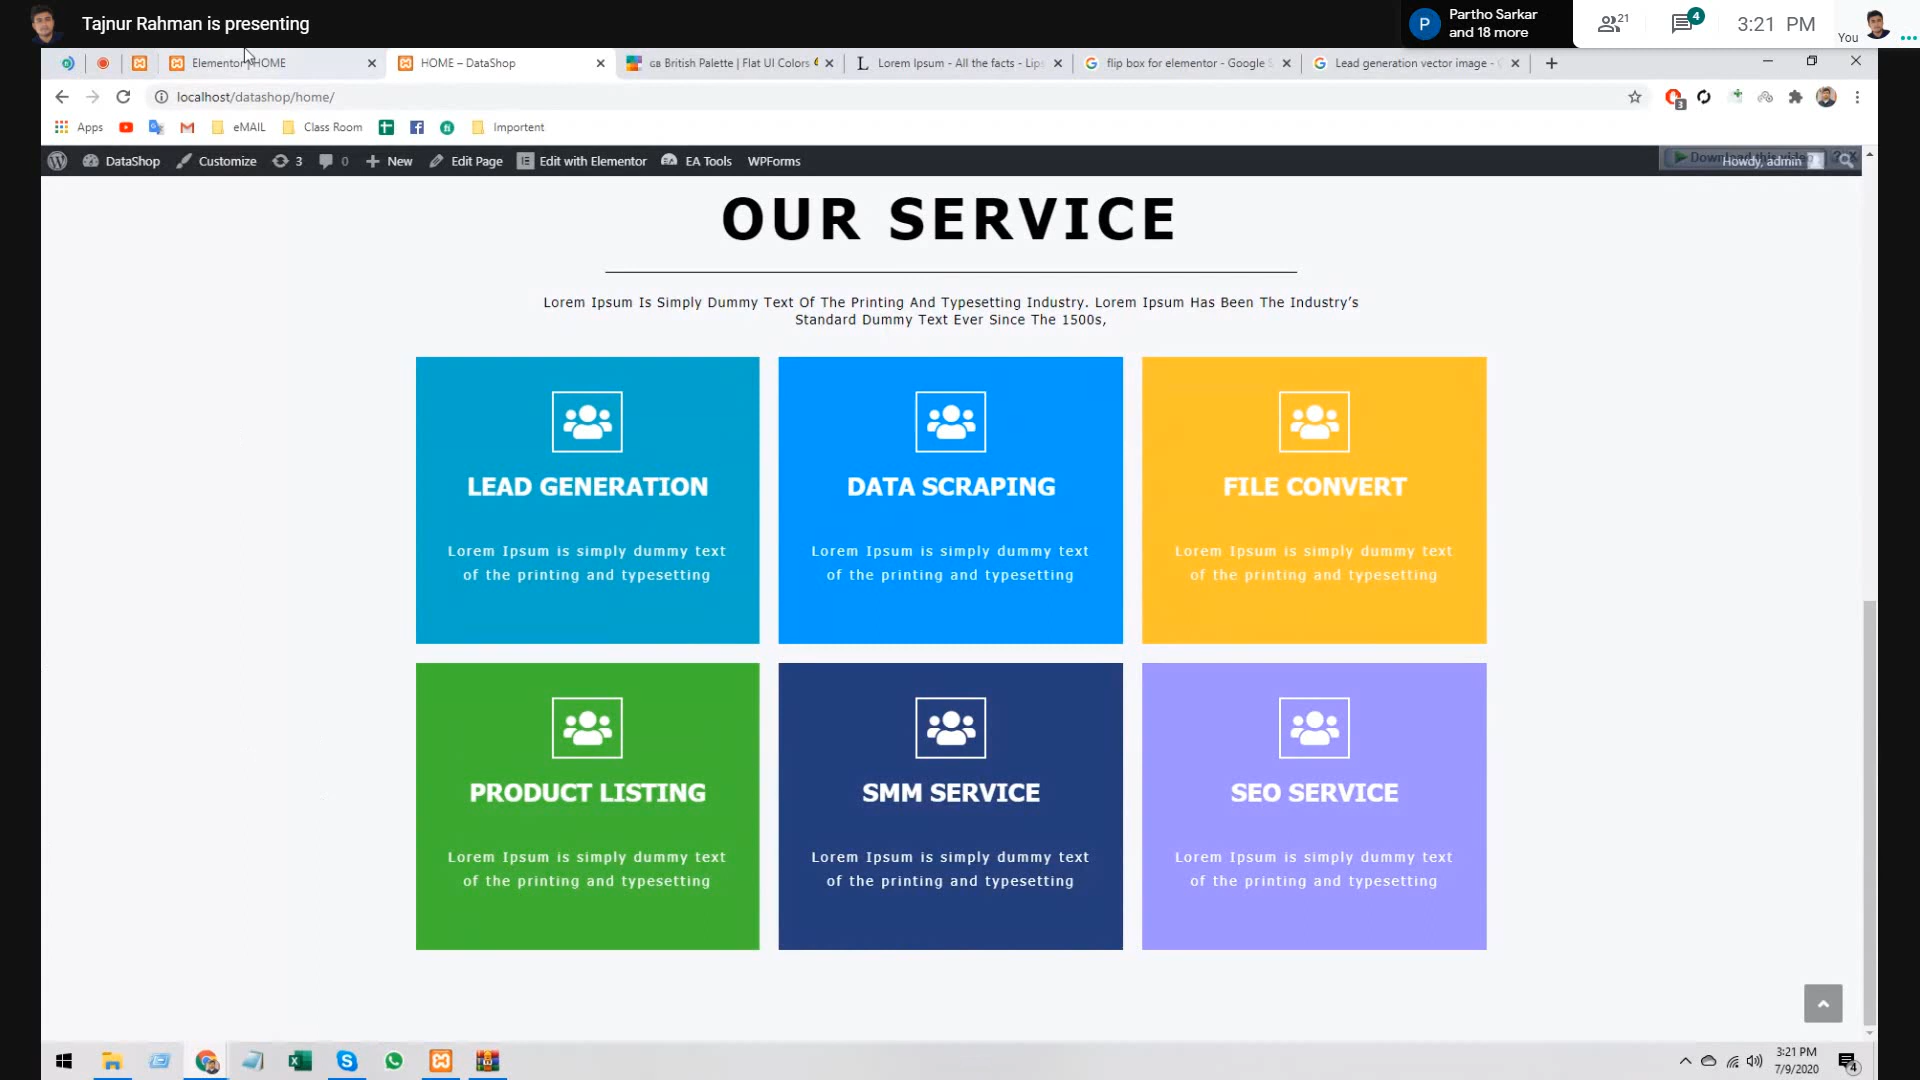 Tajnur Rahman is presenting
Partho Sarkar
and 18 more
21
4
3:21 PM
You
Elementor | HOME
HOME – DataShop
GB British Palette | Flat UI Colors
Lorem Ipsum - All the facts - Lips
flip box for elementor - Google S
Lead generation vector image - G
localhost/datashop/home/
3
Apps
eMAIL
Class Room
Importent
DataShop
Customize
3
0
New
Edit Page
Edit with Elementor
EA Tools
WPForms
Howdy, admin
OUR SERVICE
Lorem Ipsum Is Simply Dummy Text Of The Printing And Typesetting Industry. Lorem Ipsum Has Been The Industry's
Standard Dummy Text Ever Since The 1500s,
LEAD GENERATION
Lorem Ipsum is simply dummy text
of the printing and typesetting
DATA SCRAPING
Lorem Ipsum is simply dummy text
of the printing and typesetting
FILE CONVERT
Lorem Ipsum is simply dummy text
of the printing and typesetting
PRODUCT LISTING
Lorem Ipsum is simply dummy text
of the printing and typesetting
SMM SERVICE
Lorem Ipsum is simply dummy text
of the printing and typesetting
SEO SERVICE
Lorem Ipsum is simply dummy text
of the printing and typesetting
3:21 PM
7/9/2020
4